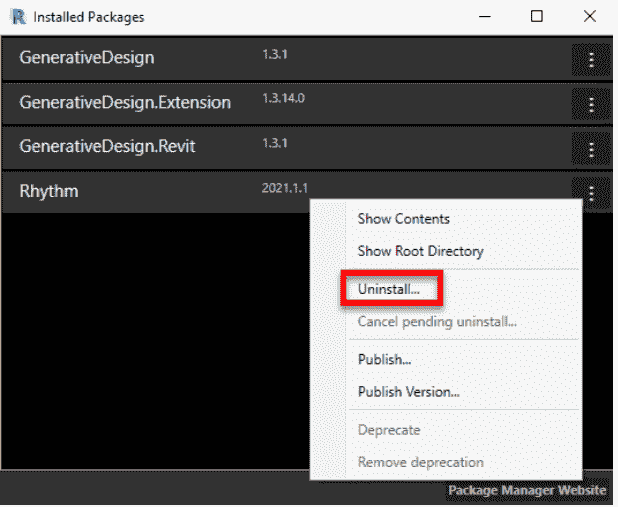 Installed Packages
GenerativeDesign 1.3.1
GenerativeDesign.Extension 1.3.14.0
GenerativeDesign.Revit 1.3.1
Rhythm 2021.1.1
Show Contents
Show Root Directory
Uninstall...
Cancel pending uninstall...
Publish...
Publish Version...
Deprecate
Remove deprecation
Package Manager Website